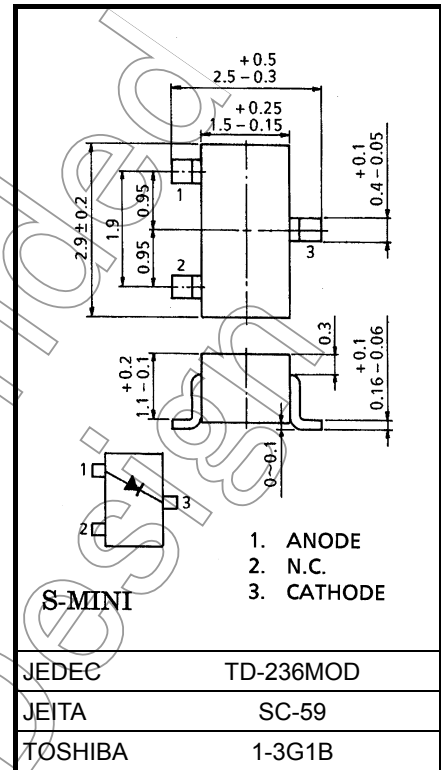 +0.5
2.5 – 0.3
+0.25
1.5 – 0.15
+0.1
0.4 – 0.05
2.9 ± 0.2
1.9
0.95
0.95
1
2
3
+0.2
1.1 – 0.1
0.3
+0.1
0.16 – 0.06
0~0.1
1
2
3
S-MINI
1. ANODE
2. N.C.
3. CATHODE
JEDEC TD-236MOD
JEITA SC-59
TOSHIBA 1-3G1B